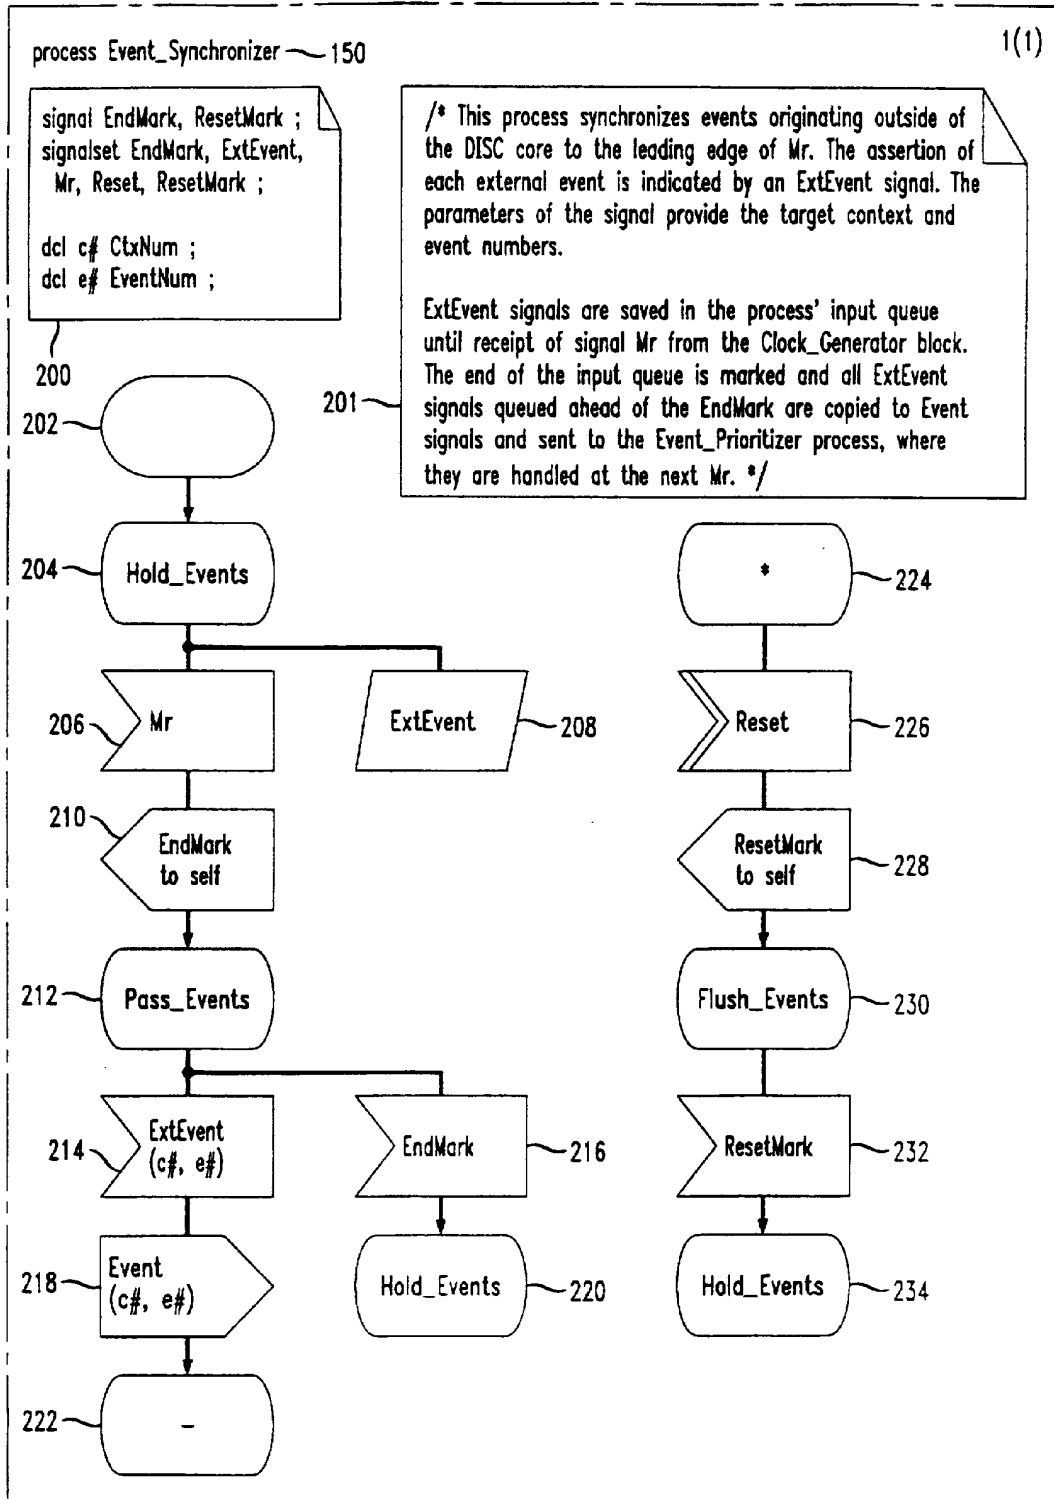 1(1)
process Event_Synchronizer 150
signal EndMark, ResetMark ;
signalset EndMark, ExtEvent,
Mr, Reset, ResetMark ;
dcl c# CtxNum ;
dcl e# EventNum ;
200
/* This process synchronizes events originating outside of
the DISC core to the leading edge of Mr. The assertion of
each external event is indicated by an ExtEvent signal. The
parameters of the signal provide the target context and
event numbers.
ExtEvent signals are saved in the process' input queue
until receipt of signal Mr from the Clock_Generator block.
The end of the input queue is marked and all ExtEvent
signals queued ahead of the EndMark are copied to Event
signals and sent to the Event_Prioritizer process, where
they are handled at the next Mr. */
201
202
204
Hold_Events
*
224
206
Mr
ExtEvent
208
Reset
226
210
EndMark
to self
ResetMark
to self
228
212
Pass_Events
Flush_Events
230
214
ExtEvent
(c#, e#)
EndMark
216
ResetMark
232
218
Event
(c#, e#)
Hold_Events
220
Hold_Events
234
222
-